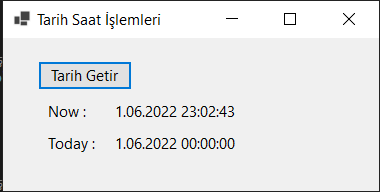 Tarih Saat İşlemleri
Tarih Getir
Now : 1.06.2022 23:02:43
Today : 1.06.2022 00:00:00